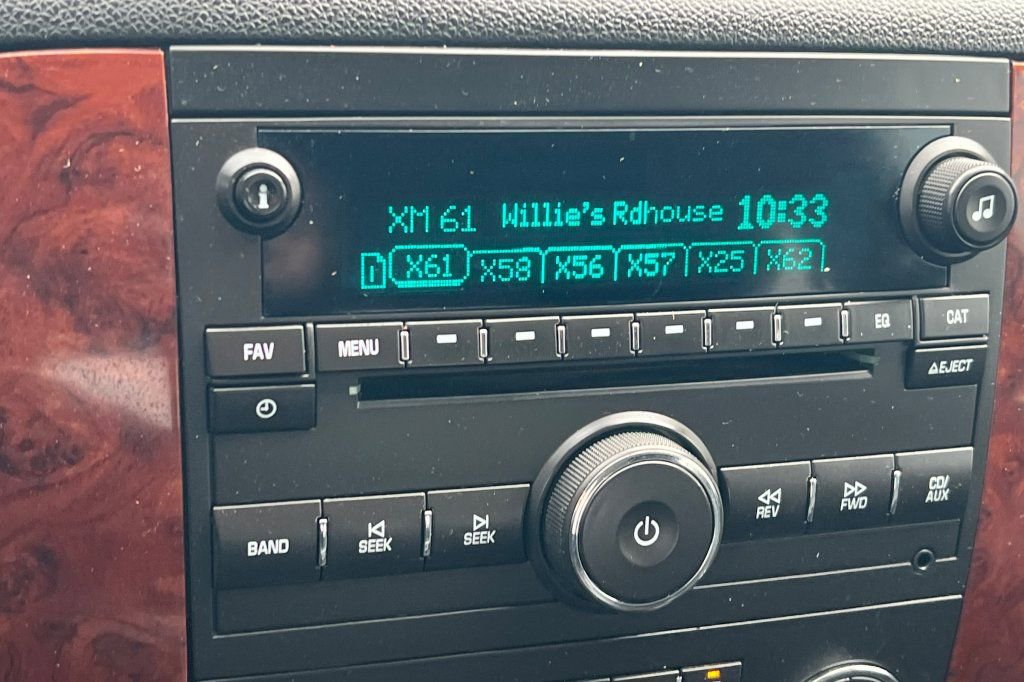 XM 61 Willie's Rdhouse 10:33
i X61 X58 X56 X57 X25 X62
FAV MENU EQ CAT
EJECT
BAND SEEK SEEK REV FWD CD/
AUX